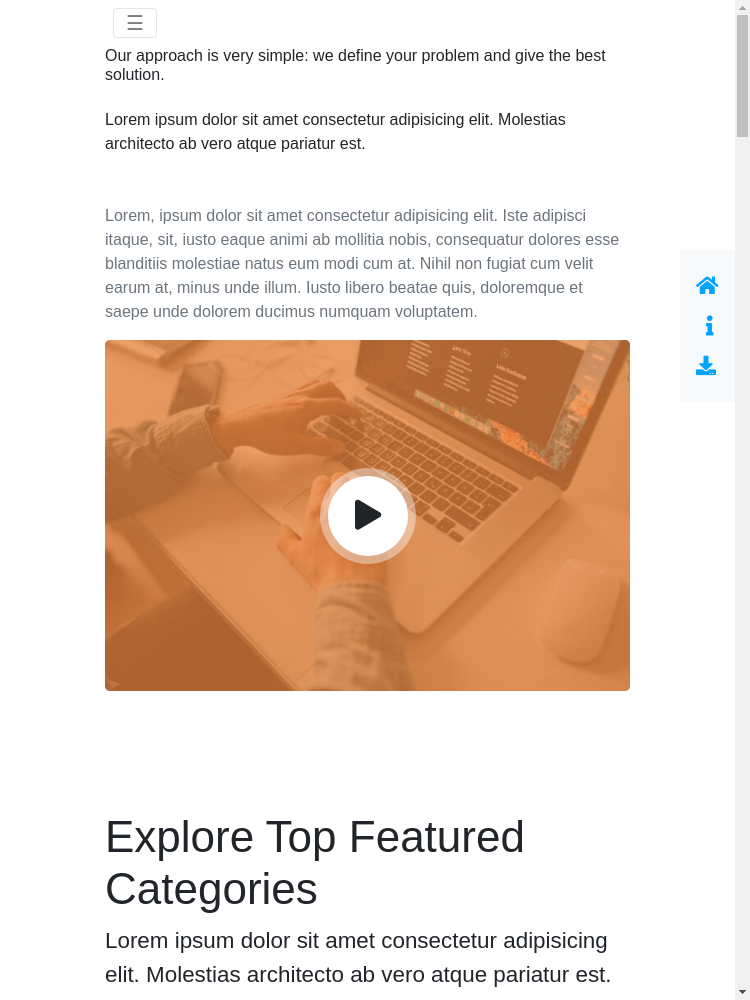 Our approach is very simple: we define your problem and give the best
solution.
Lorem ipsum dolor sit amet consectetur adipisicing elit. Molestias
architecto ab vero atque pariatur est.
Lorem, ipsum dolor sit amet consectetur adipisicing elit. Iste adipisci
itaque, sit, iusto eaque animi ab mollitia nobis, consequatur dolores esse
blanditiis molestiae natus eum modi cum at. Nihil non fugiat cum velit
earum at, minus unde illum. Iusto libero beatae quis, doloremque et
saepe unde dolorem ducimus numquam voluptatem.
Explore Top Featured
Categories
Lorem ipsum dolor sit amet consectetur adipisicing
elit. Molestias architecto ab vero atque pariatur est.